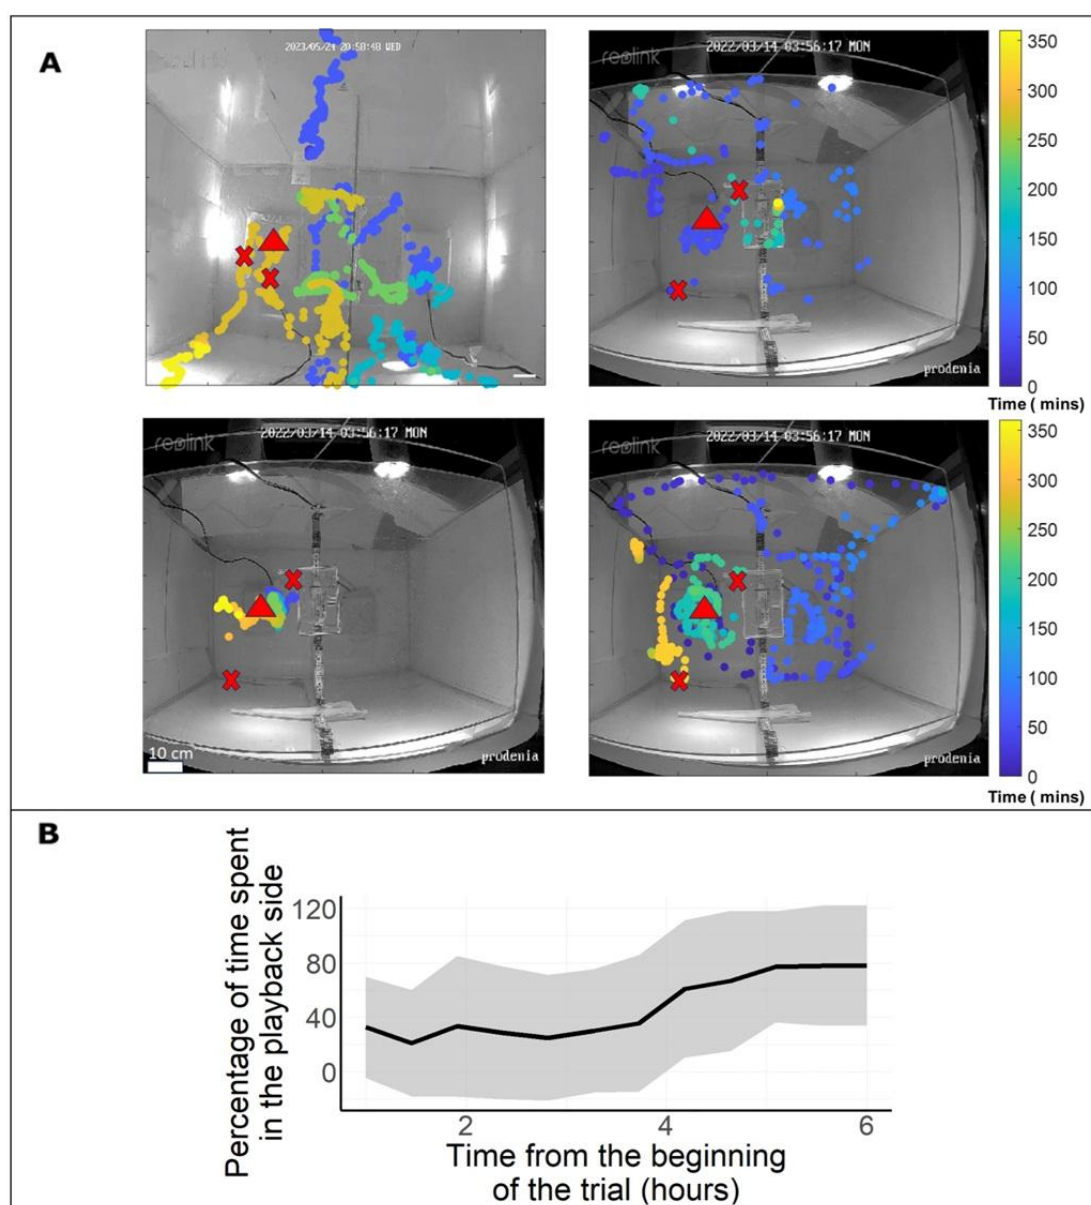 A
2023/05/24 20:58:48 WED
reolink
2022/03/14 03:56:17 MON
prodenia
350
300
250
200
150
100
50
0
Time ( mins)
reolink
2022/03/14 03:56:17 MON
10 cm
prodenia
reolink
2022/03/14 03:56:17 MON
prodenia
350
300
250
200
150
100
50
0
Time ( mins)
B
Percentage of time spent
in the playback side
120
80
40
0
2
4
6
Time from the beginning
of the trial (hours)